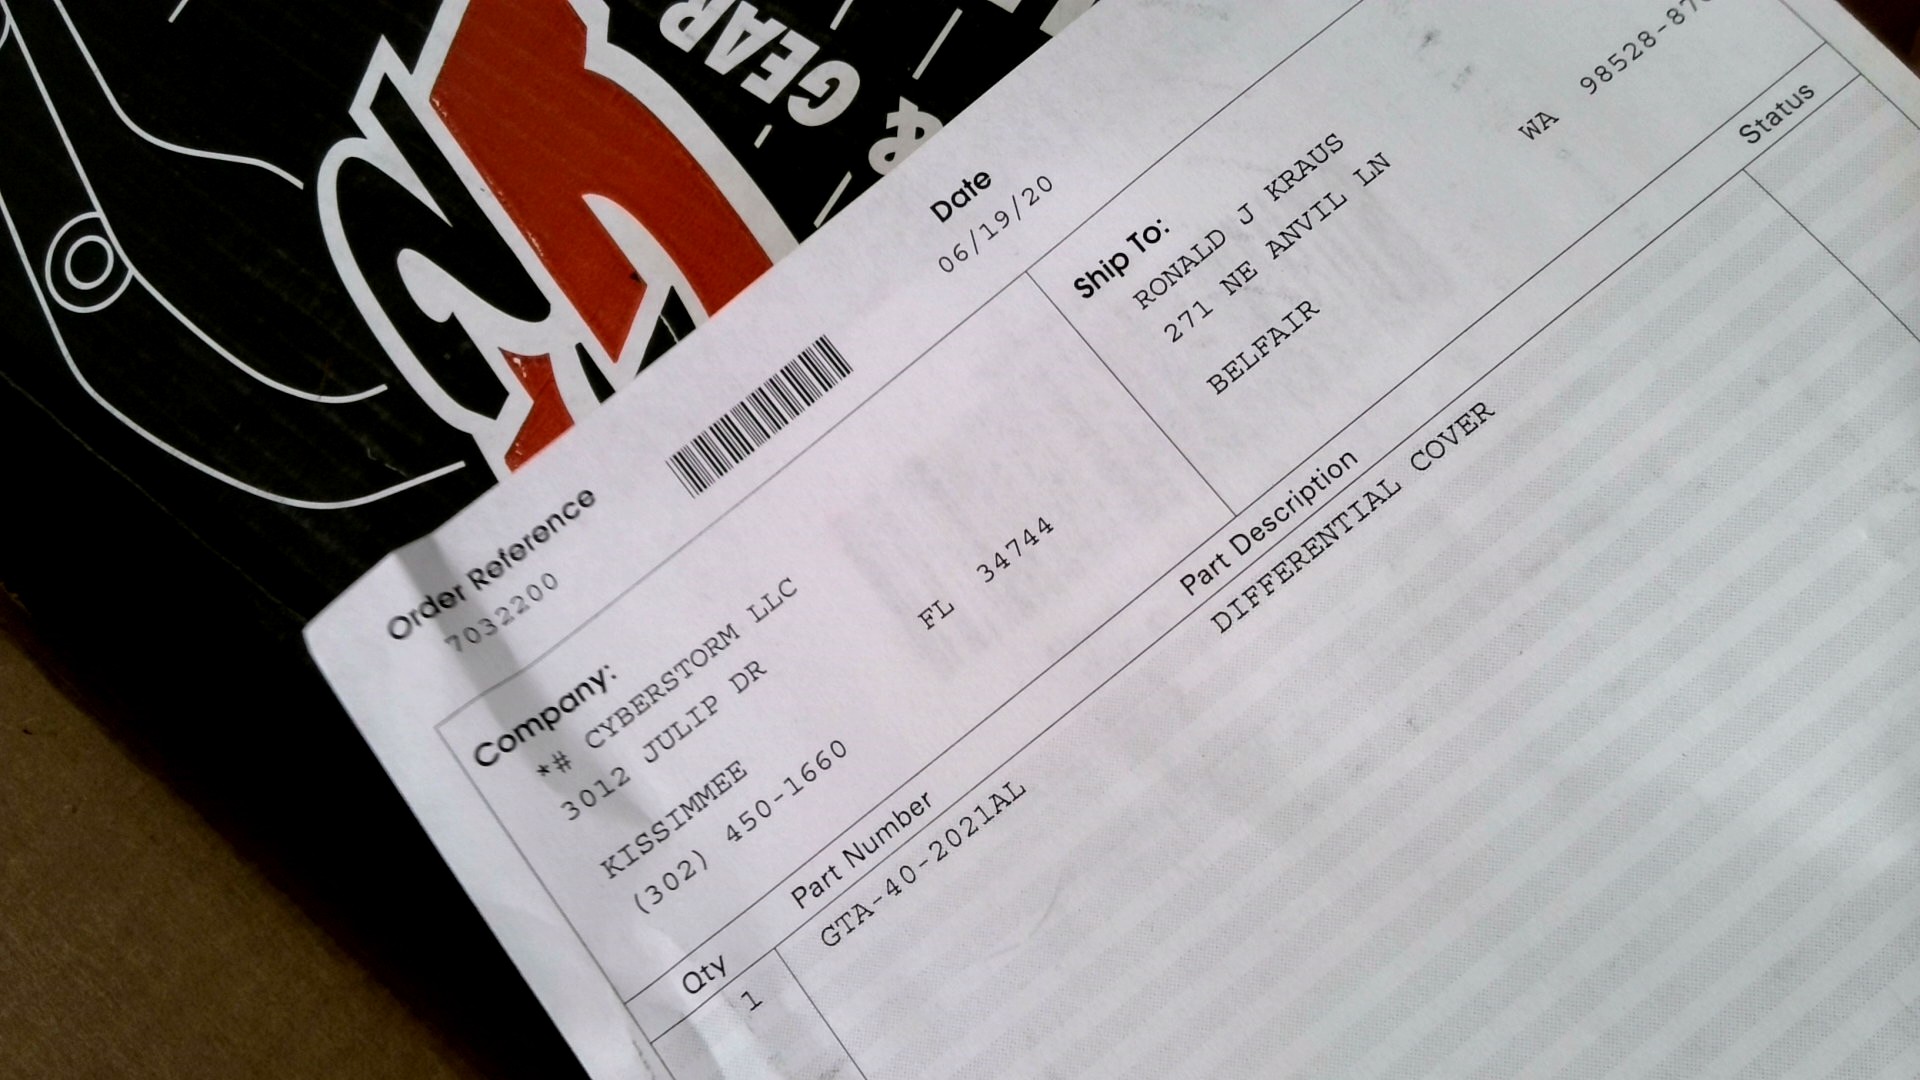 & GEAR
Order Reference
7032200
Date
06/19/20
Company:
*# CYBERSTORM LLC
3012 JULIP DR
KISSIMMEE FL 34744
(302) 450-1660
Ship To:
RONALD J KRAUS
271 NE ANVIL LN
BELFAIR WA
Qty Part Number Part Description Status
1 GTA-40-2021AL DIFFERENTIAL COVER